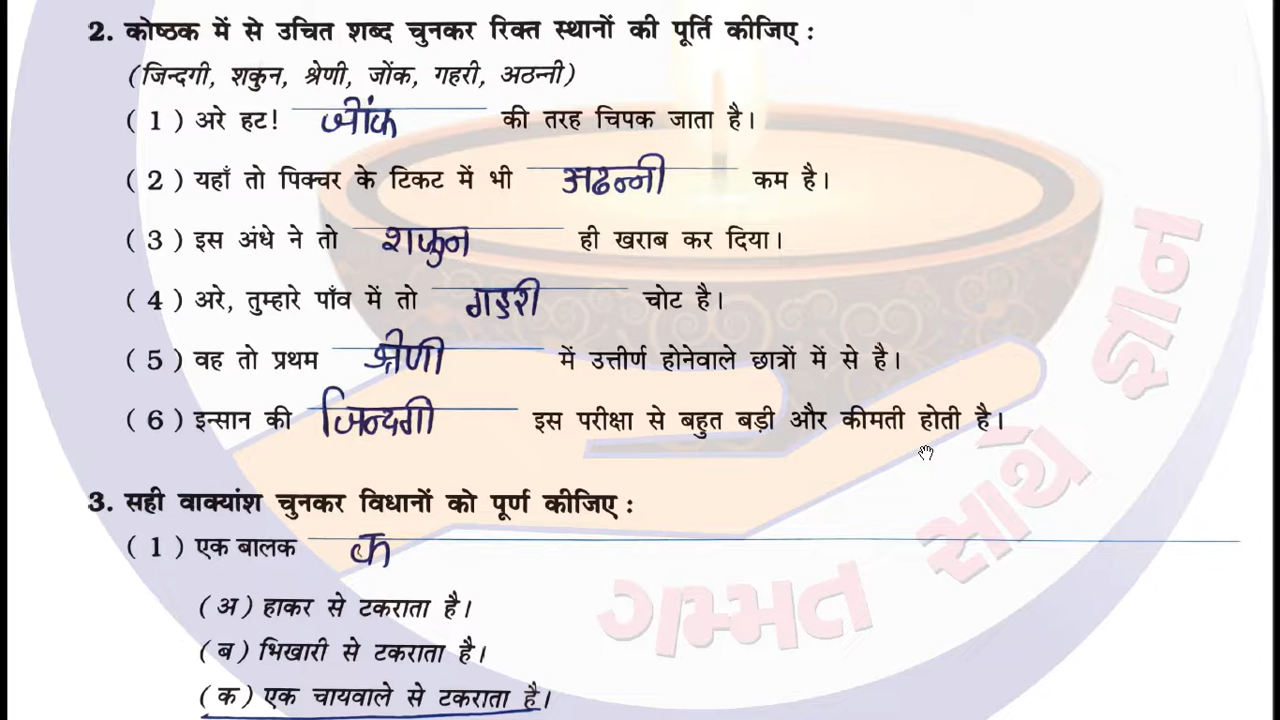 2. कोष्ठक में से उचित शब्द चुनकर रिक्त स्थानों की पूर्ति कीजिए :
(जिन्दगी, शकुन, श्रेणी, जोंक, गहरी, अठन्नी)
( 1 ) अरे हट! जोंक की तरह चिपक जाता है।
( 2 ) यहाँ तो पिक्चर के टिकट में भी अठन्नी कम है।
( 3 ) इस अंधे ने तो शकुन ही खराब कर दिया।
( 4 ) अरे, तुम्हारे पाँव में तो गहरी चोट है।
( 5 ) वह तो प्रथम श्रेणी में उत्तीर्ण होनेवाले छात्रों में से है।
( 6 ) इन्सान की जिन्दगी इस परीक्षा से बहुत बड़ी और कीमती होती है।
3. सही वाक्यांश चुनकर विधानों को पूर्ण कीजिए :
( 1 ) एक बालक क
( अ ) हाकर से टकराता है।
( ब ) भिखारी से टकराता है।
( क ) एक चायवाले से टकराता है।
ગમ્મત સાથે જ્ઞાન